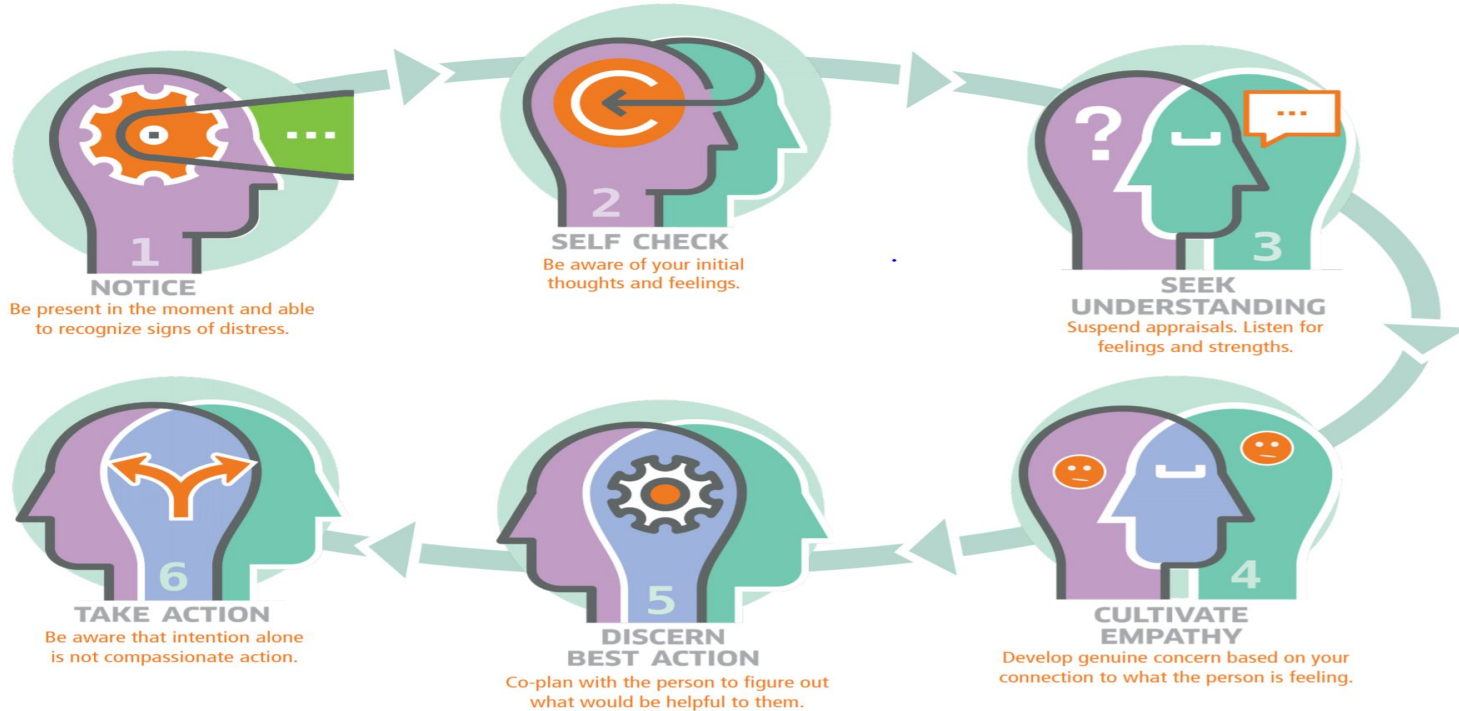 1
NOTICE
Be present in the moment and able
to recognize signs of distress.
2
SELF CHECK
Be aware of your initial
thoughts and feelings.
?
3
SEEK
UNDERSTANDING
Suspend appraisals. Listen for
feelings and strengths.
4
CULTIVATE
EMPATHY
Develop genuine concern based on your
connection to what the person is feeling.
5
DISCERN
BEST ACTION
Co-plan with the person to figure out
what would be helpful to them.
6
TAKE ACTION
Be aware that intention alone
is not compassionate action.